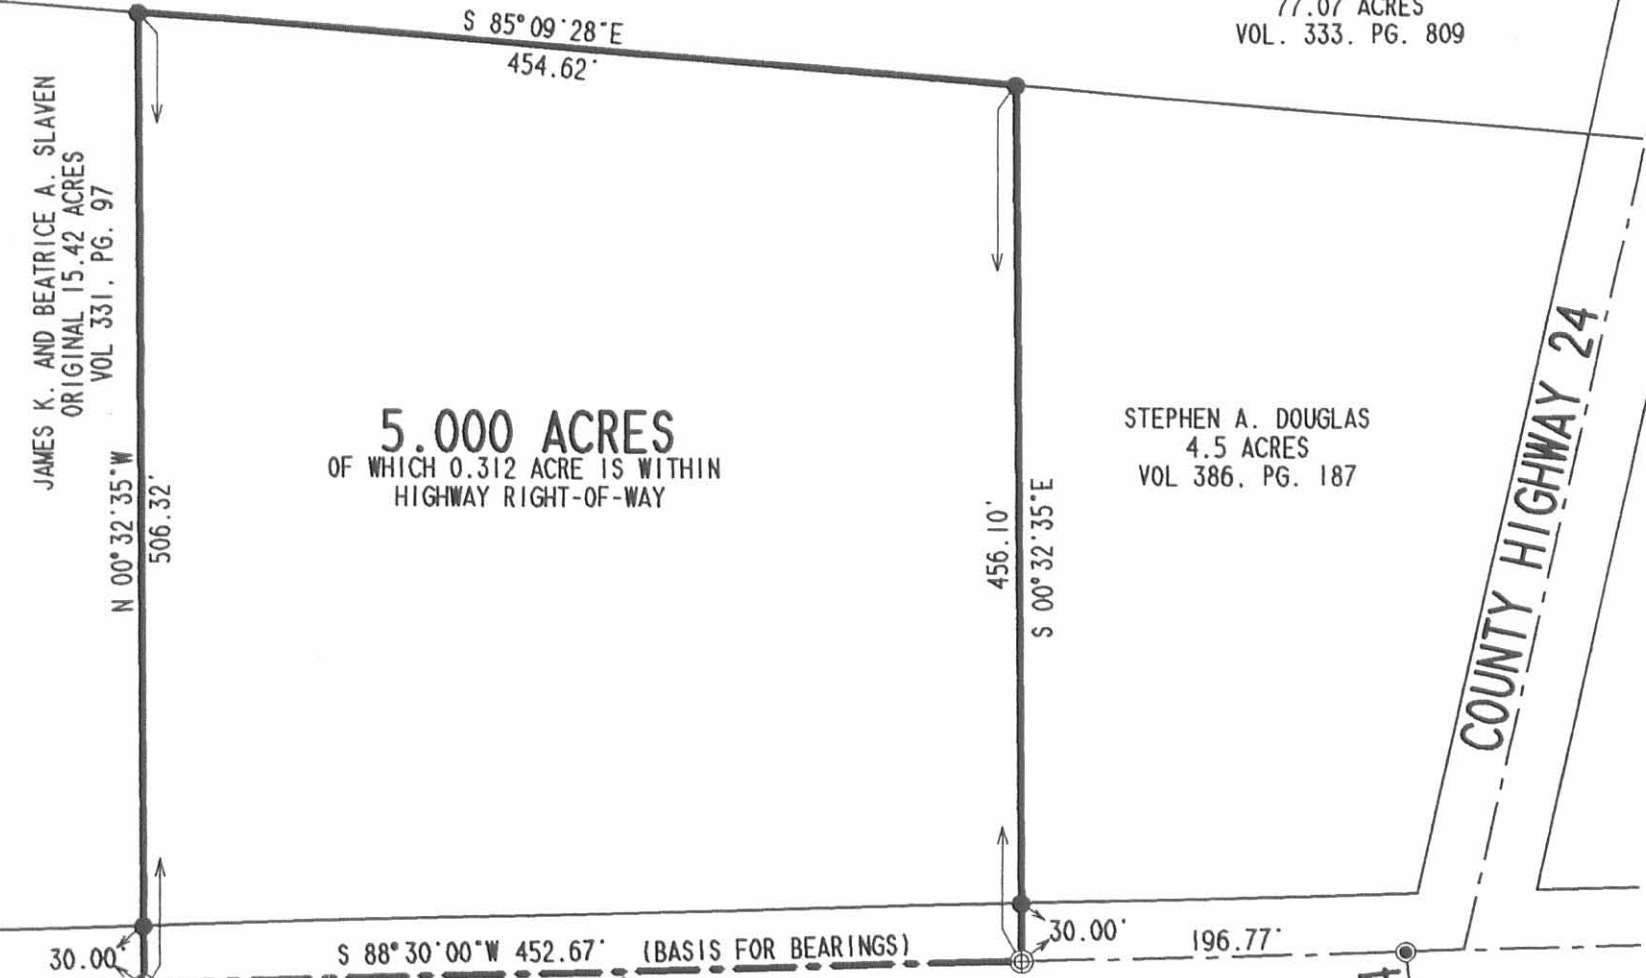 77.07 ACRES
VOL. 333. PG. 809
S 85°09'28"E
454.62'
JAMES K. AND BEATRICE A. SLAVEN
ORIGINAL 15.42 ACRES
VOL 331. PG. 97
N 00°32'35"W
506.32'
5.000 ACRES
OF WHICH 0.312 ACRE IS WITHIN
HIGHWAY RIGHT-OF-WAY
456.10'
S 00°32'35"E
STEPHEN A. DOUGLAS
4.5 ACRES
VOL 386. PG. 187
COUNTY HIGHWAY 24
30.00'
S 88°30'00"W 452.67' (BASIS FOR BEARINGS)
30.00'
196.77'